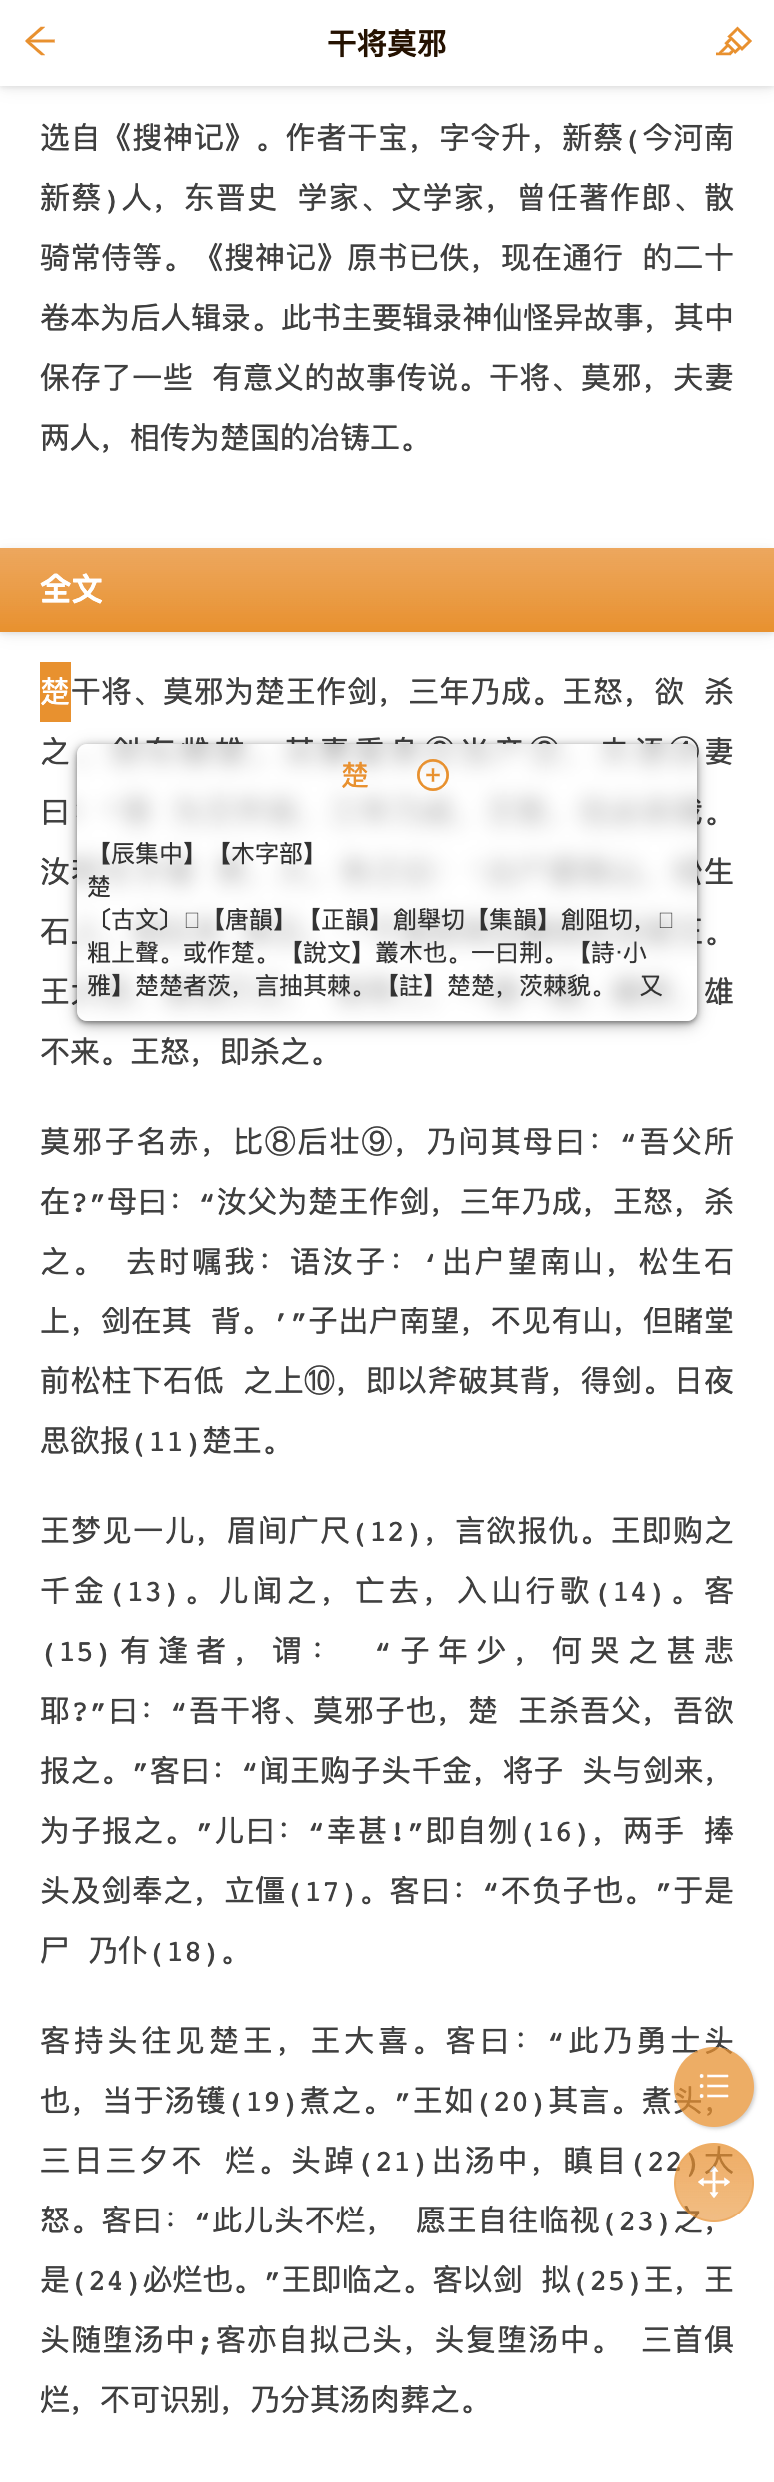 干将莫邪
选自《搜神记》。作者干宝，字令升，新蔡(今河南
新蔡)人，东晋史 学家、文学家，曾任著作郎、散
骑常侍等。《搜神记》原书已佚，现在通行 的二十
卷本为后人辑录。此书主要辑录神仙怪异故事，其中
保存了一些 有意义的故事传说。干将、莫邪，夫妻
两人，相传为楚国的冶铸工。
全文
楚干将、莫邪为楚王作剑，三年乃成。王怒，欲 杀
之 妻
曰 。
汝 生
石 。
王 雄
楚
【辰集中】【木字部】
楚
〔古文〕𣥚【唐韻】【正韻】創舉切【集韻】創阻切，
粗上聲。或作楚。【說文】叢木也。一曰荆。【詩·小
雅】楚楚者茨，言抽其棘。【註】楚楚，茨棘貌。 又
不来。王怒，即杀之。
莫邪子名赤，比⑧后壮⑨，乃问其母曰：“吾父所
在?”母曰：“汝父为楚王作剑，三年乃成，王怒，杀
之。 去时嘱我：语汝子：‘出户望南山，松生石
上，剑在其 背。’”子出户南望，不见有山，但睹堂
前松柱下石低 之上⑩，即以斧破其背，得剑。日夜
思欲报(11)楚王。
王梦见一儿，眉间广尺(12)，言欲报仇。王即购之
千金(13)。儿闻之，亡去，入山行歌(14)。客
(15)有逢者，谓： “子年少，何哭之甚悲
耶?”曰：“吾干将、莫邪子也，楚 王杀吾父，吾欲
报之。”客曰：“闻王购子头千金，将子 头与剑来，
为子报之。”儿曰：“幸甚!”即自刎(16)，两手 捧
头及剑奉之，立僵(17)。客曰：“不负子也。”于是
尸 乃仆(18)。
客持头往见楚王，王大喜。客曰：“此乃勇士头
也，当于汤镬(19)煮之。”王如(20)其言。煮头，
三日三夕不 烂。头踔(21)出汤中，瞋目(22)大
怒。客曰：“此儿头不烂， 愿王自往临视(23)之，
是(24)必烂也。”王即临之。客以剑 拟(25)王，王
头随堕汤中;客亦自拟己头，头复堕汤中。 三首俱
烂，不可识别，乃分其汤肉葬之。